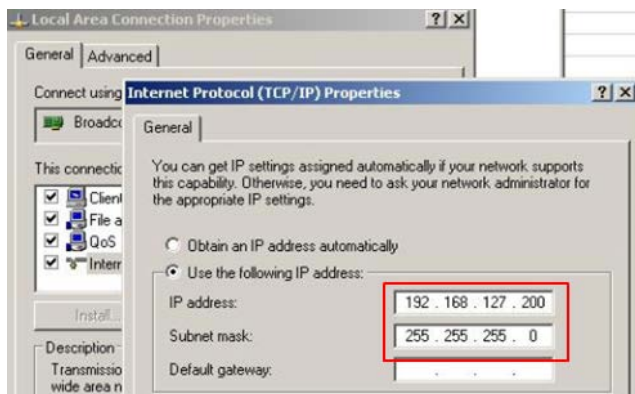 Local Area Connection Properties
General
Advanced
Connect using
This connectio
Client
File a
QoS
Interr
Install...
Description
Transmissio
wide area n
Internet Protocol (TCP/IP) Properties
General
You can get IP settings assigned automatically if your network supports
this capability. Otherwise, you need to ask your network administrator for
the appropriate IP settings.
Obtain an IP address automatically
Use the following IP address:
IP address:
192 . 168 . 127 . 200
Subnet mask:
255 . 255 . 255 . 0
Default gateway: